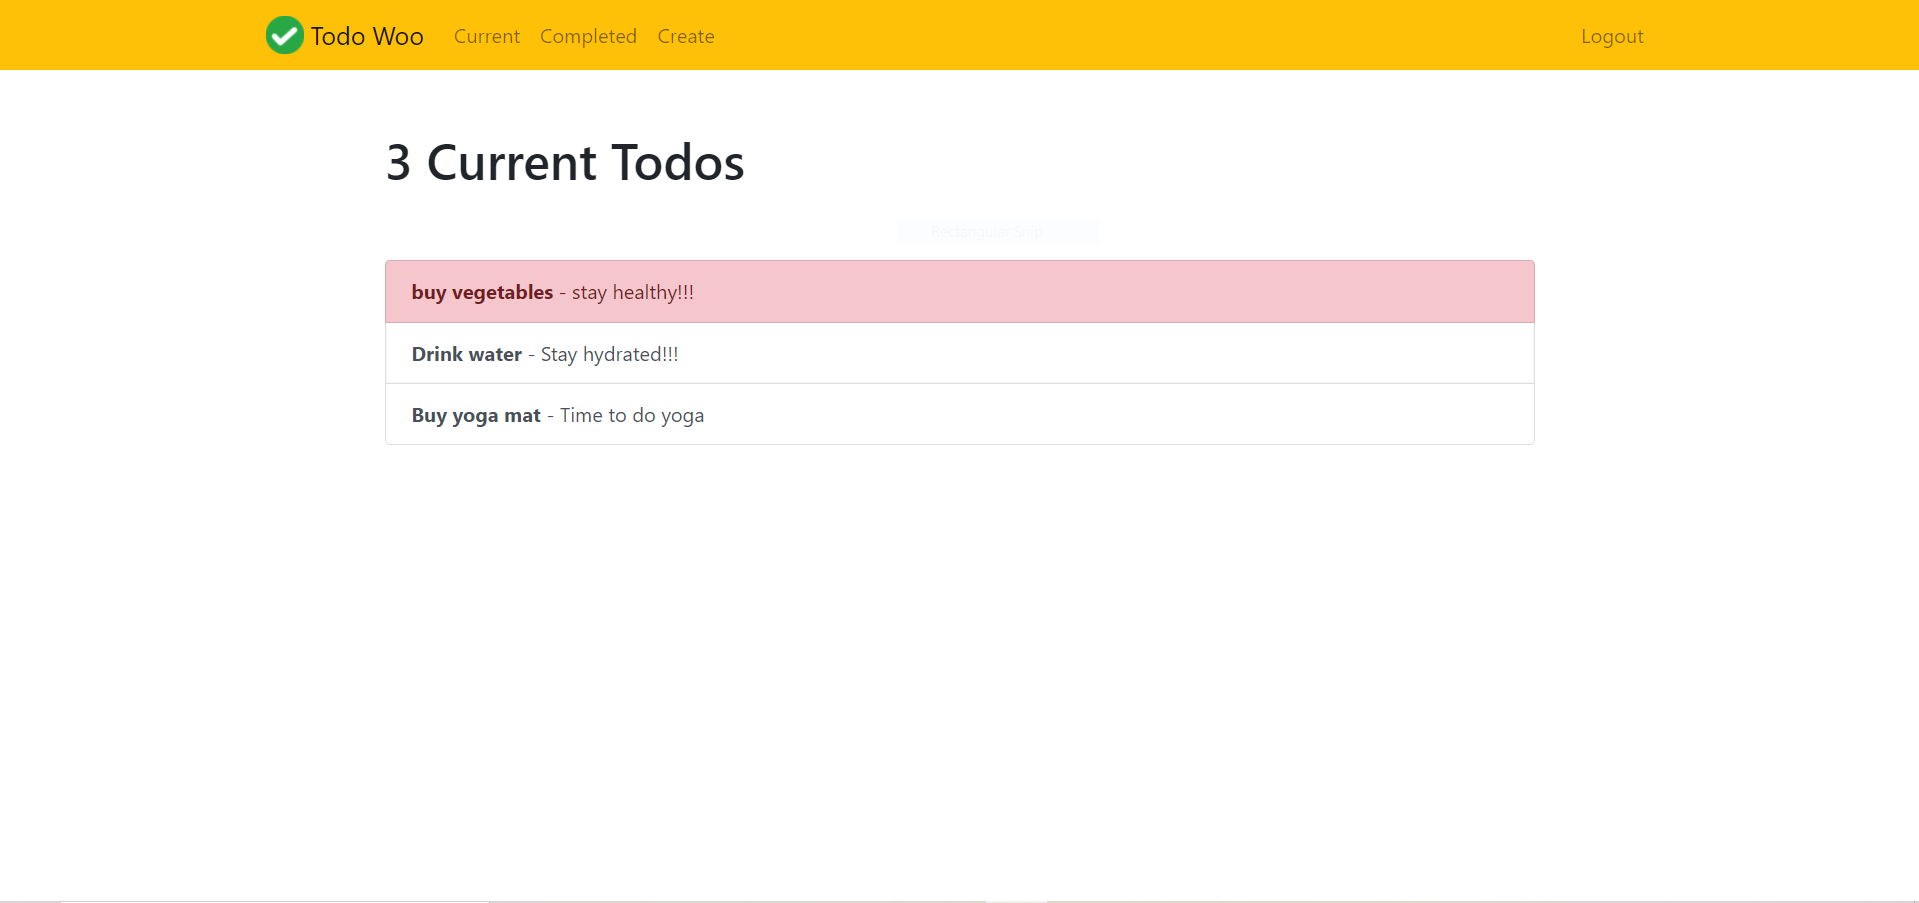 Todo Woo Current Completed Create Logout
3 Current Todos
Rectangular Snip
buy vegetables - stay healthy!!!
Drink water - Stay hydrated!!!
Buy yoga mat - Time to do yoga